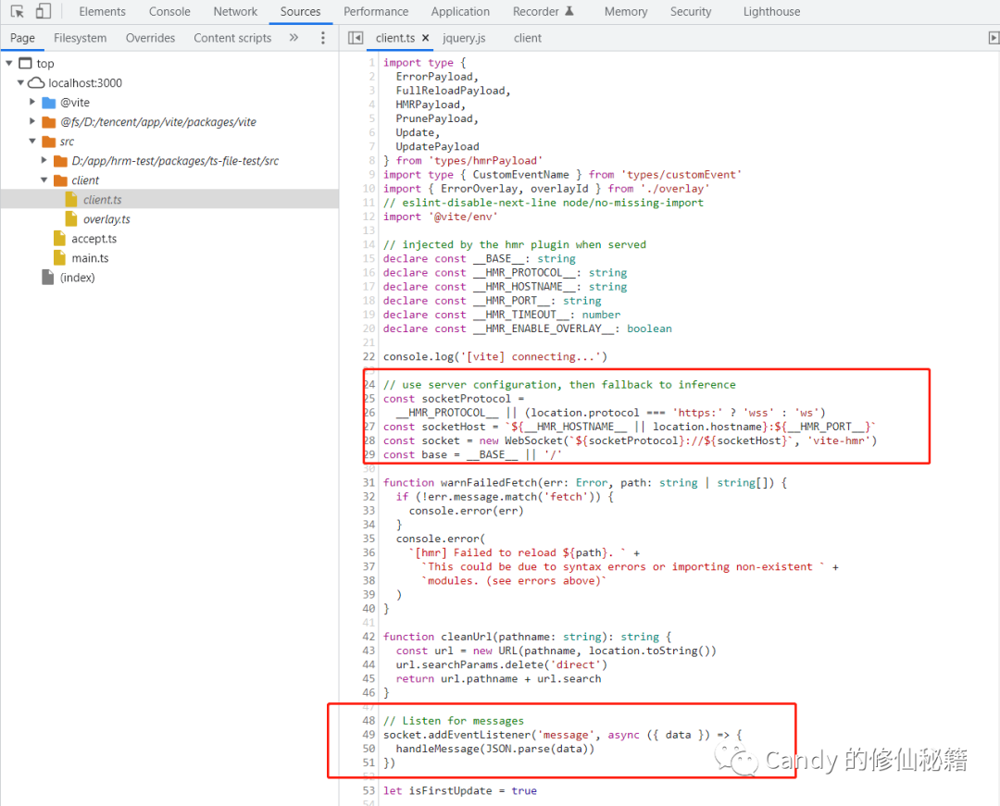 Elements Console Network Sources Performance Application Recorder Memory Security Lighthouse
Page Filesystem Overrides Content scripts » client.ts × jquery.js client
top
localhost:3000
@vite
@fs/D:/tencent/app/vite/packages/vite
src
D:/app/hrm-test/packages/ts-file-test/src
client
client.ts
overlay.ts
accept.ts
main.ts
(index)
1 import type {
2 ErrorPayload,
3 FullReloadPayload,
4 HMRPayload,
5 PrunePayload,
6 Update,
7 UpdatePayload
8 } from 'types/hmrPayload'
9 import type { CustomEventName } from 'types/customEvent'
10 import { ErrorOverlay, overlayId } from './overlay'
11 // eslint-disable-next-line node/no-missing-import
12 import '@vite/env'
13
14 // injected by the hmr plugin when served
15 declare const __BASE__: string
16 declare const __HMR_PROTOCOL__: string
17 declare const __HMR_HOSTNAME__: string
18 declare const __HMR_PORT__: string
19 declare const __HMR_TIMEOUT__: number
20 declare const __HMR_ENABLE_OVERLAY__: boolean
21
22 console.log('[vite] connecting...')
23
24 // use server configuration, then fallback to inference
25 const socketProtocol =
26 __HMR_PROTOCOL__ || (location.protocol === 'https:' ? 'wss' : 'ws')
27 const socketHost = `${__HMR_HOSTNAME__ || location.hostname}:${__HMR_PORT__}`
28 const socket = new WebSocket(`${socketProtocol}://${socketHost}`, 'vite-hmr')
29 const base = __BASE__ || '/'
30
31 function warnFailedFetch(err: Error, path: string | string[]) {
32 if (!err.message.match('fetch')) {
33 console.error(err)
34 }
35 console.error(
36 `[hmr] Failed to reload ${path}. ` +
37 `This could be due to syntax errors or importing non-existent ` +
38 `modules. (see errors above)`
39 )
40 }
41
42 function cleanUrl(pathname: string): string {
43 const url = new URL(pathname, location.toString())
44 url.searchParams.delete('direct')
45 return url.pathname + url.search
46 }
47
48 // Listen for messages
49 socket.addEventListener('message', async ({ data }) => {
50 handleMessage(JSON.parse(data))
51 })
52
53 let isFirstUpdate = true
54
Candy 的修仙秘籍